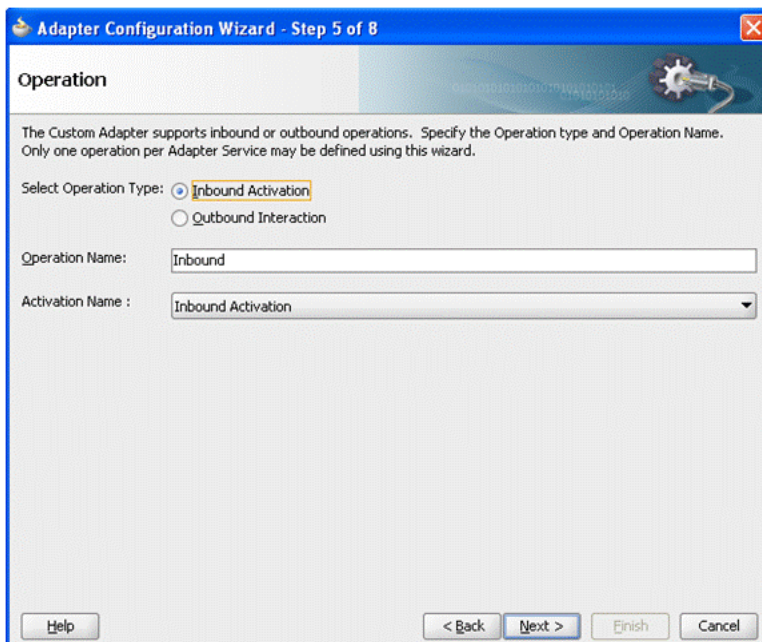 Adapter Configuration Wizard - Step 5 of 8
Operation
The Custom Adapter supports inbound or outbound operations. Specify the Operation type and Operation Name.
Only one operation per Adapter Service may be defined using this wizard.
Select Operation Type: Inbound Activation
Outbound Interaction
Operation Name: Inbound
Activation Name : Inbound Activation
Help < Back Next > Finish Cancel